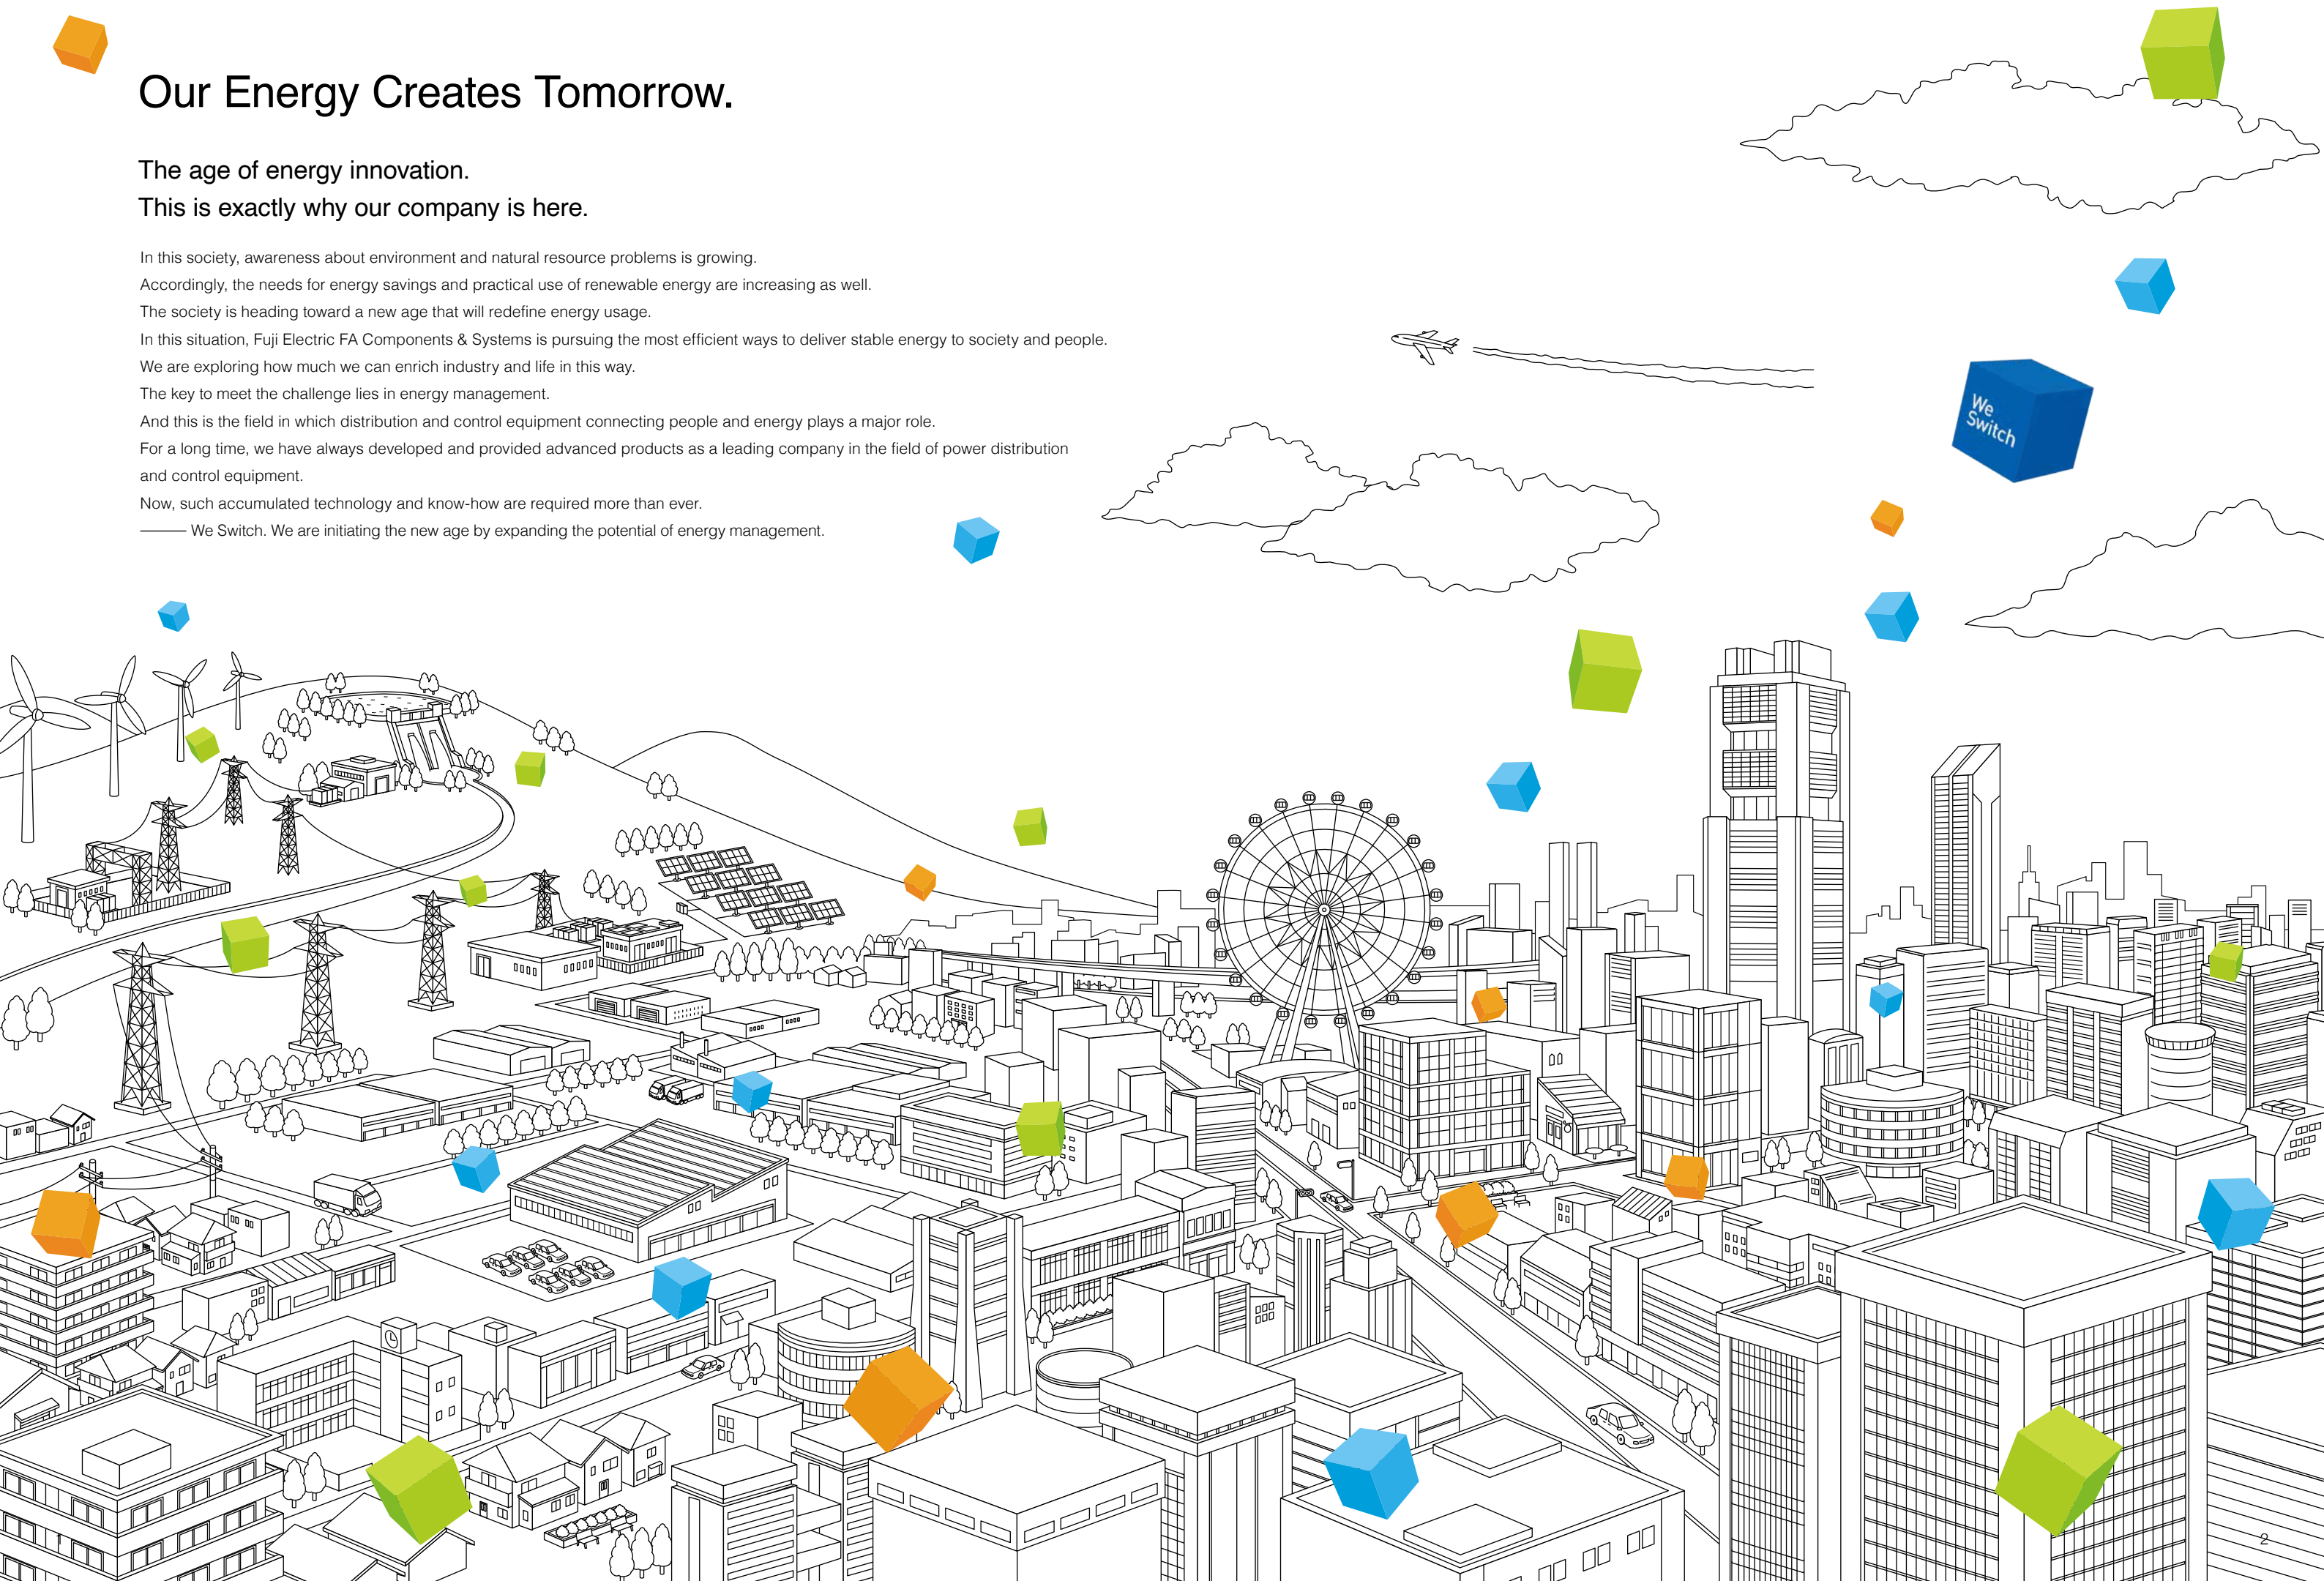 Our Energy Creates Tomorrow.
The age of energy innovation.
This is exactly why our company is here.
In this society, awareness about environment and natural resource problems is growing.
Accordingly, the needs for energy savings and practical use of renewable energy are increasing as well.
The society is heading toward a new age that will redefine energy usage.
In this situation, Fuji Electric FA Components & Systems is pursuing the most efficient ways to deliver stable energy to society and people.
We are exploring how much we can enrich industry and life in this way.
The key to meet the challenge lies in energy management.
And this is the field in which distribution and control equipment connecting people and energy plays a major role.
For a long time, we have always developed and provided advanced products as a leading company in the field of power distribution
and control equipment.
Now, such accumulated technology and know-how are required more than ever.
——— We Switch. We are initiating the new age by expanding the potential of energy management.
We
Switch
2